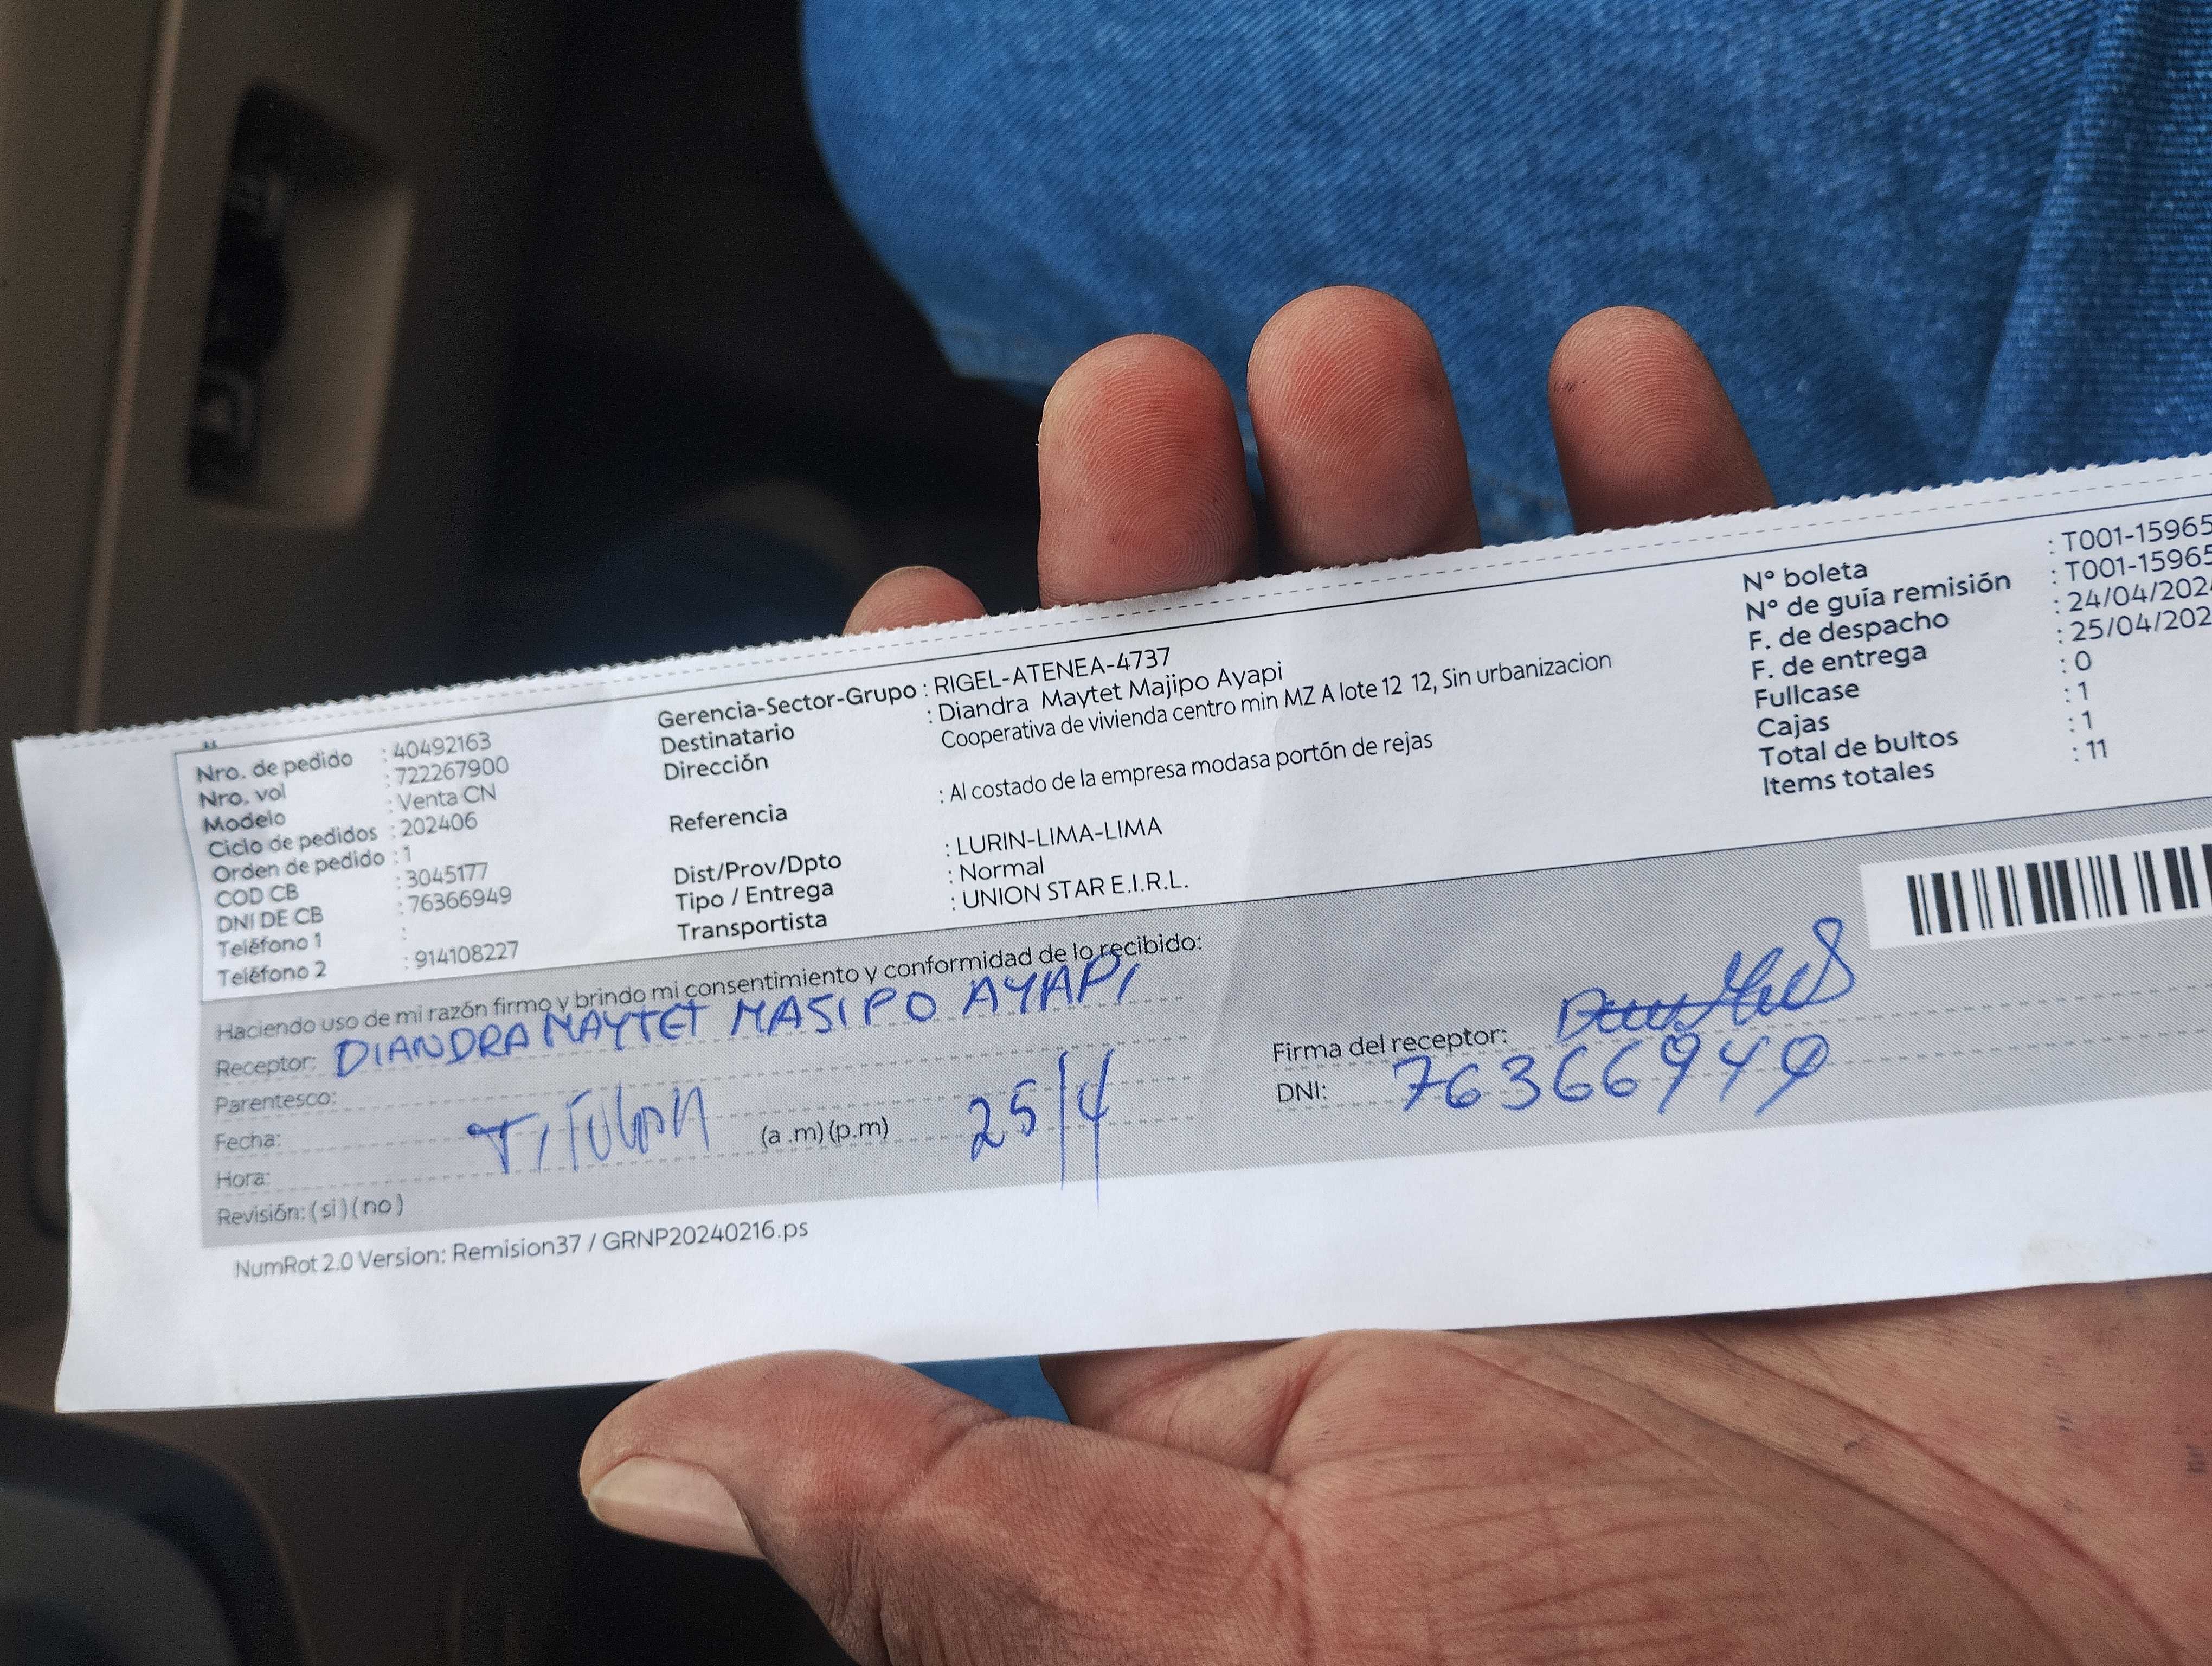 Nro. de pedido : 40492163
Nro. vol : 722267900
Modelo : Venta CN
Ciclo de pedidos : 202406
Orden de pedido : 1
COD CB : 3045177
DNI DE CB : 76366949
Teléfono 1 :
Teléfono 2 : 914108227
Gerencia-Sector-Grupo : RIGEL-ATENEA-4737
Destinatario : Diandra Maytet Majipo Ayapi
Dirección Cooperativa de vivienda centro min MZ A lote 12 12, Sin urbanizacion
Referencia : Al costado de la empresa modasa portón de rejas
Dist/Prov/Dpto : LURIN-LIMA-LIMA
Tipo / Entrega : Normal
Transportista : UNION STAR E.I.R.L.
N° boleta : T001-15965
N° de guía remisión : T001-15965
F. de despacho : 24/04/202
F. de entrega : 25/04/202
Fullcase : 0
Cajas : 1
Total de bultos : 1
Items totales : 11
Haciendo uso de mi razón firmo y brindo mi consentimiento y conformidad de lo recibido:
Receptor: DIANDRA MAYTET MASIPO AYAPI
Parentesco:
Fecha: TITULAR (a .m) (p.m) 25/4
Hora:
Revisión: ( si ) ( no )
Firma del receptor:
DNI: 76366949
NumRot 2.0 Version: Remision37 / GRNP20240216.ps